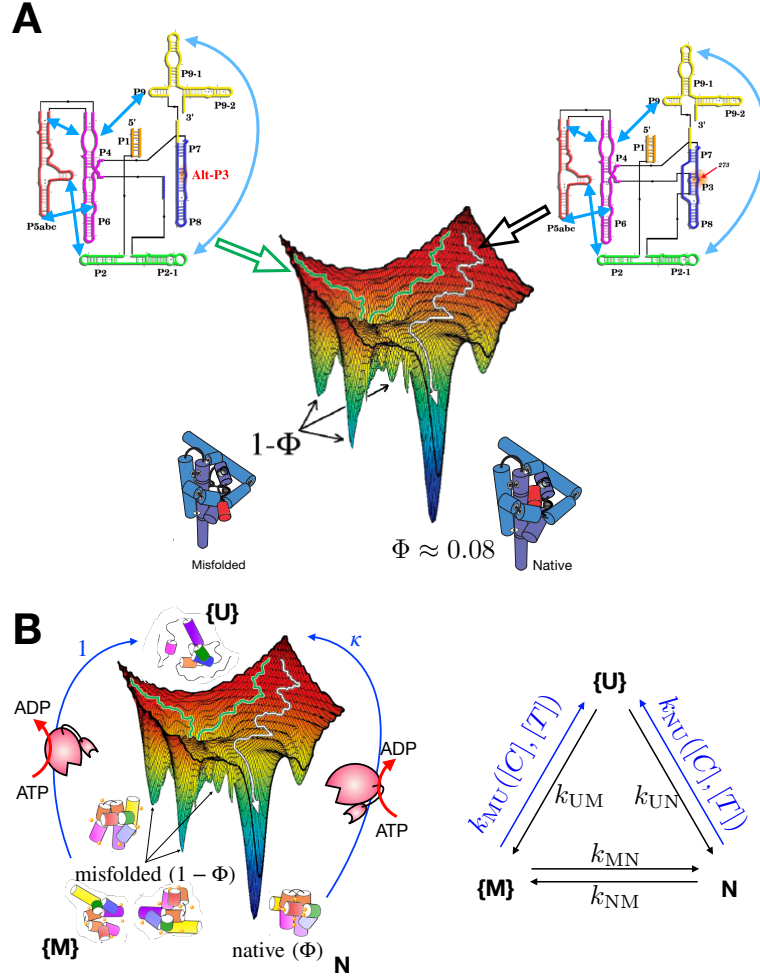 A
P9-1
P9
P9-2
3'
5'
P1
P4
P7
Alt-P3
P6
P8
P5abc
P2
P2-1
P9-1
P9
P9-2
3'
5'
P1
P4
P7
273
P3
P6
P8
P5abc
P2
P2-1
1-Φ
Misfolded
Φ ≈ 0.08
Native
B
{U}
1
κ
ADP
ATP
ADP
ATP
misfolded (1 − Φ)
{M}
native (Φ)
N
{U}
k_MU([C], [T])
k_NU([C], [T])
k_UM
k_UN
k_MN
{M}
N
k_NM